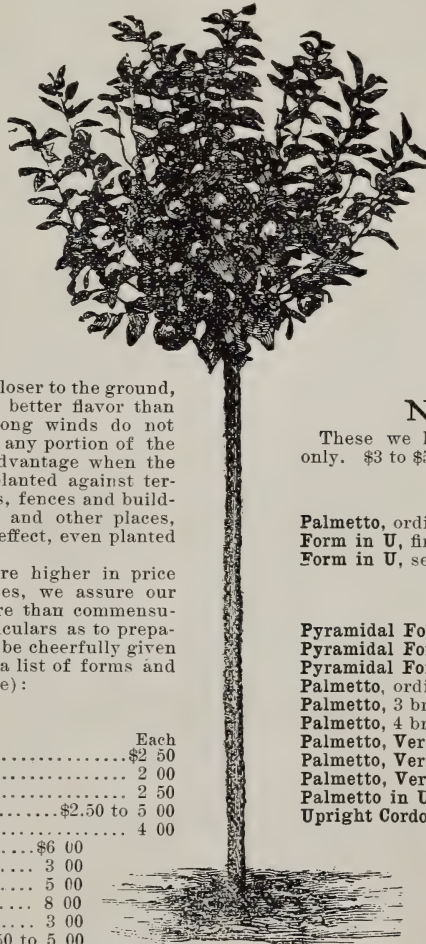 loser to the ground,
better flavor than
ong winds do not
any portion of the
dvantage when the
lanted against ter-
s, fences and build-
and other places,
effect, even planted
re higher in price
es, we assure our
re than commensu-
culars as to prepa-
be cheerfully given
a list of forms and
e):
Each
..............$2 50
.............. 2 00
.............. 2 50
.......$2.50 to 5 00
.............. 4 00
....$6 00
.... 3 00
.... 5 00
.... 8 00
.... 3 00
50 to 5 00
N
These we
only. $3 to $
Palmetto, ordi
Form in U, fi
Form in U, se
Pyramidal Fo
Pyramidal Fo
Pyramidal Fo
Palmetto, ordi
Palmetto, 3 br
Palmetto, 4 br
Palmetto, Ver
Palmetto, Ver
Palmetto, Ver
Palmetto in U
Upright Cordo